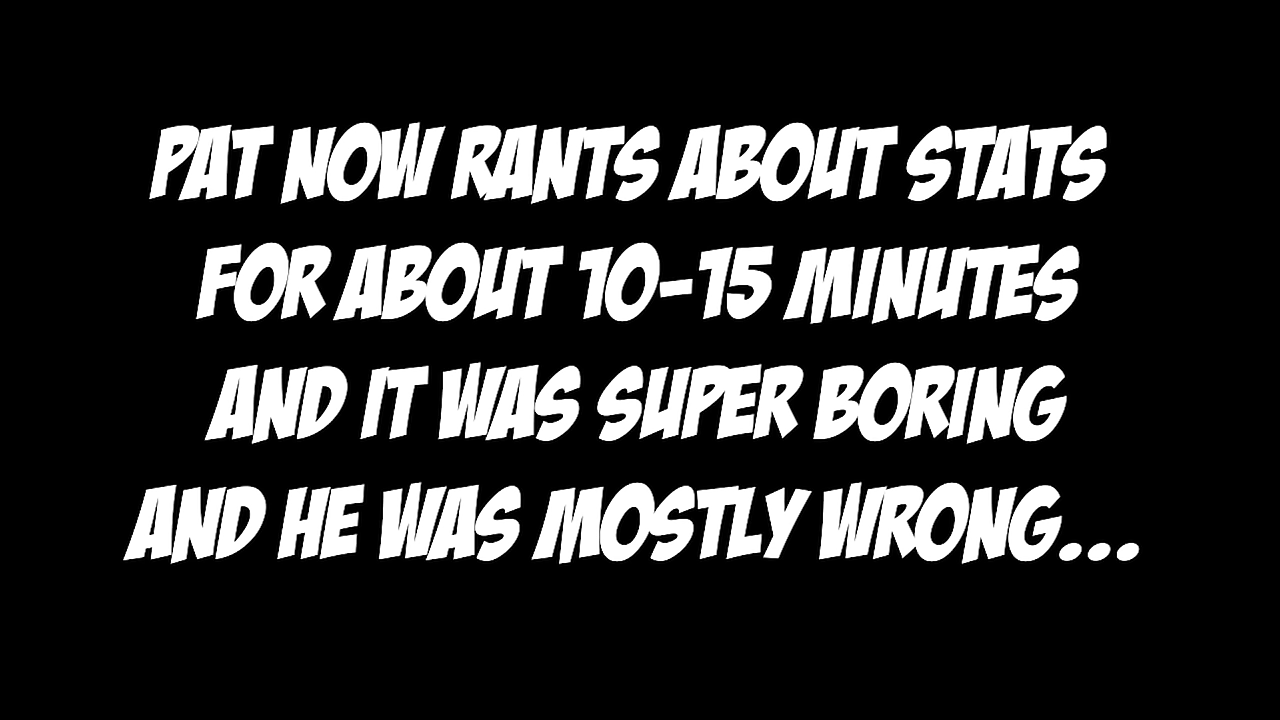 PAT NOW RANTS ABOUT STATS
FOR ABOUT 10-15 MINUTES
AND IT WAS SUPER BORING
AND HE WAS MOSTLY WRONG...